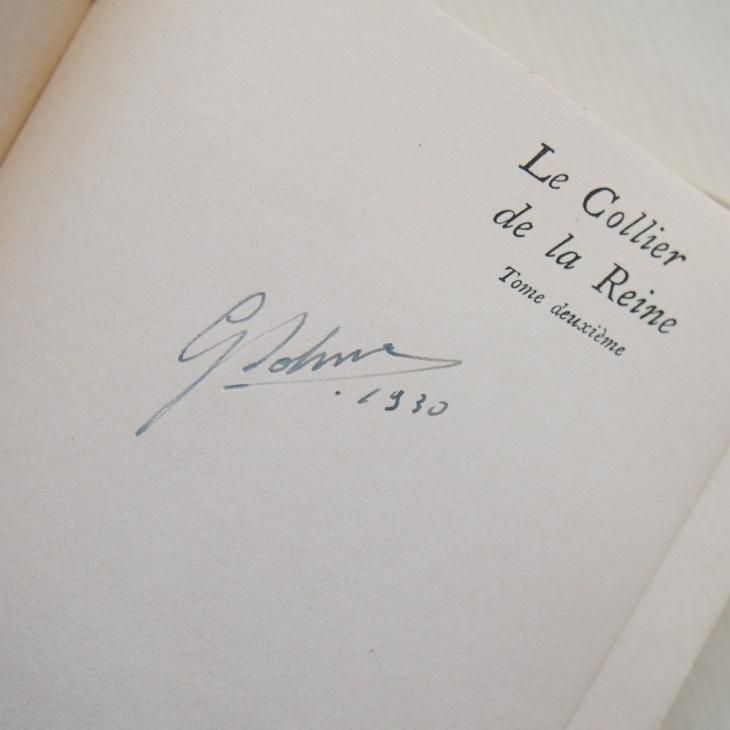 Le Collier
de la Reine
Tome deuxième
1930